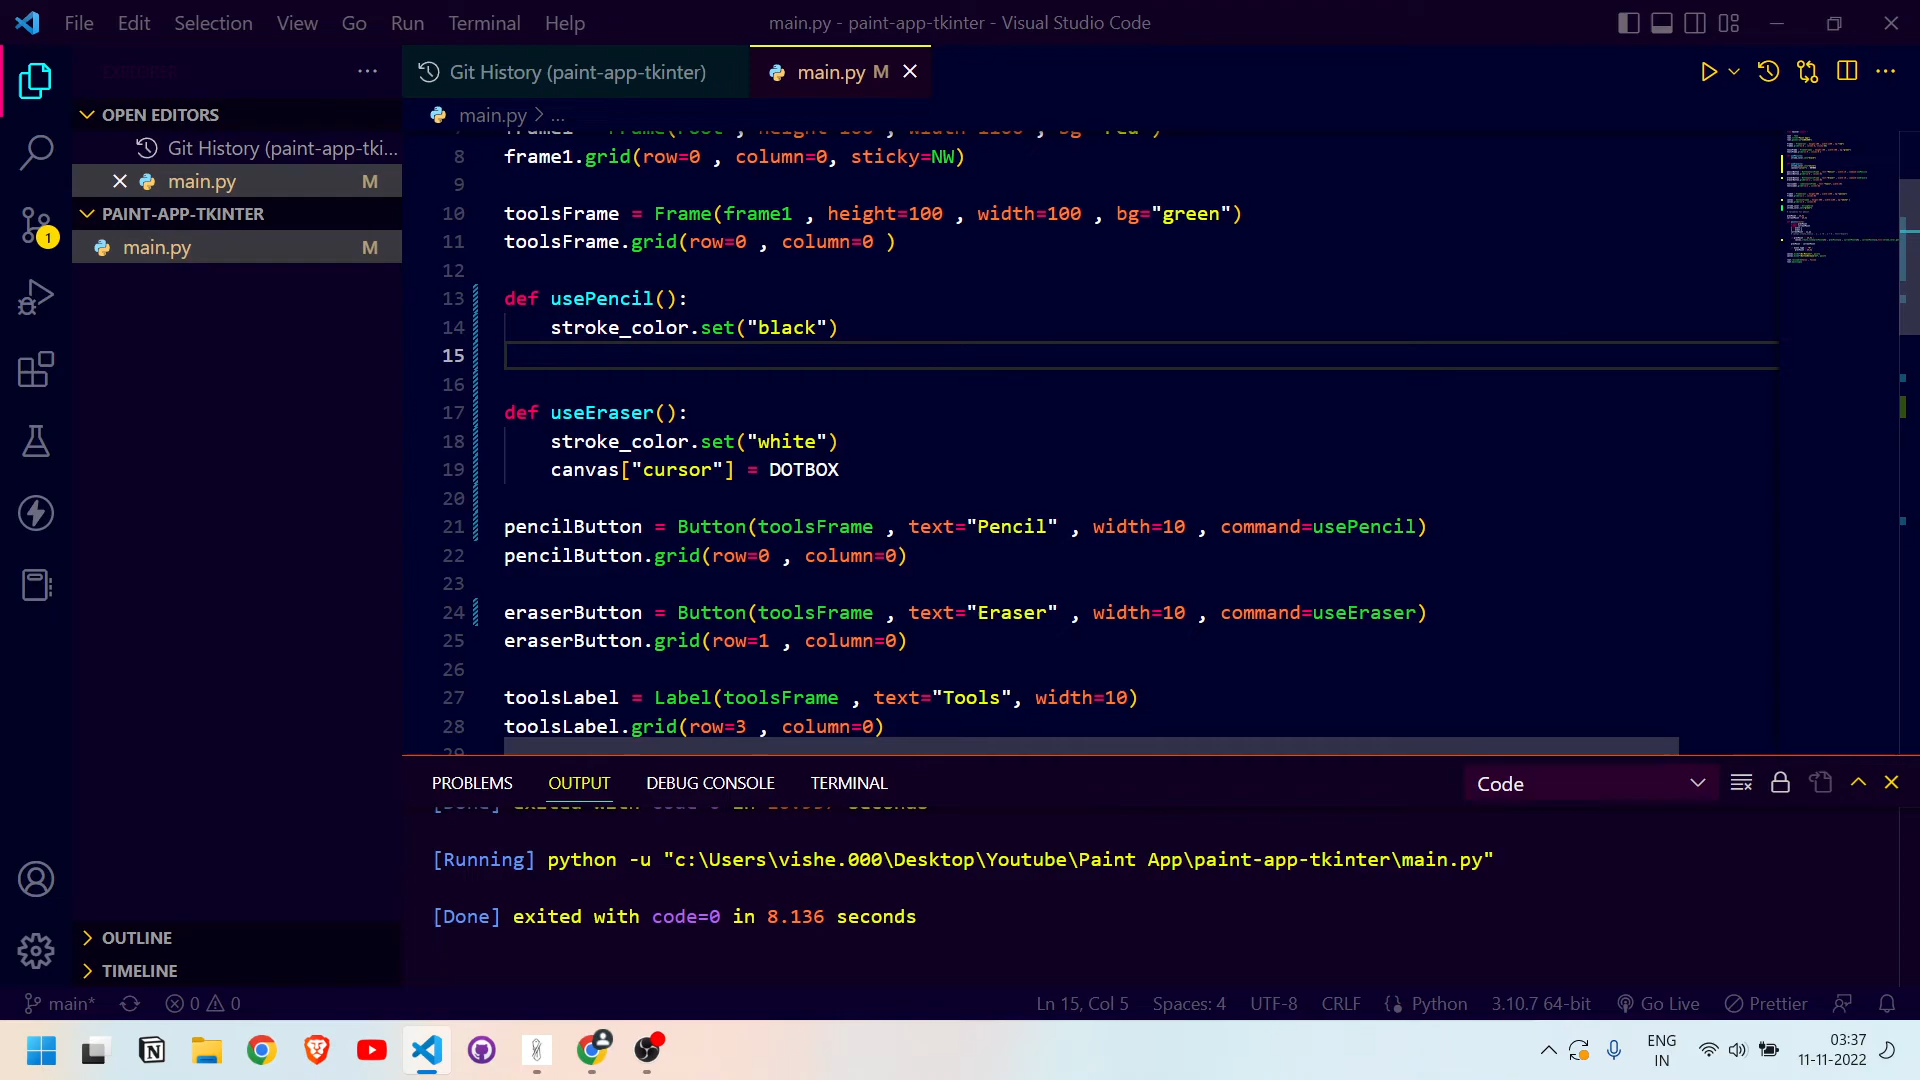 File Edit Selection View Go Run Terminal Help
main.py - paint-app-tkinter - Visual Studio Code
EXPLORER
OPEN EDITORS
Git History (paint-app-tki...
main.py M
PAINT-APP-TKINTER
main.py M
OUTLINE
TIMELINE
1
Git History (paint-app-tkinter)
main.py M
main.py > ...
8 frame1.grid(row=0 , column=0, sticky=NW)
9
10 toolsFrame = Frame(frame1 , height=100 , width=100 , bg="green")
11 toolsFrame.grid(row=0 , column=0 )
12
13 def usePencil():
14 stroke_color.set("black")
15
16
17 def useEraser():
18 stroke_color.set("white")
19 canvas["cursor"] = DOTBOX
20
21 pencilButton = Button(toolsFrame , text="Pencil" , width=10 , command=usePencil)
22 pencilButton.grid(row=0 , column=0)
23
24 eraserButton = Button(toolsFrame , text="Eraser" , width=10 , command=useEraser)
25 eraserButton.grid(row=1 , column=0)
26
27 toolsLabel = Label(toolsFrame , text="Tools", width=10)
28 toolsLabel.grid(row=3 , column=0)
29
PROBLEMS OUTPUT DEBUG CONSOLE TERMINAL
Code
[Running] python -u "c:\Users\vishe.000\Desktop\Youtube\Paint App\paint-app-tkinter\main.py"
[Done] exited with code=0 in 8.136 seconds
main* 0 0
Ln 15, Col 5 Spaces: 4 UTF-8 CRLF Python 3.10.7 64-bit Go Live Prettier
ENG
IN
03:37
11-11-2022